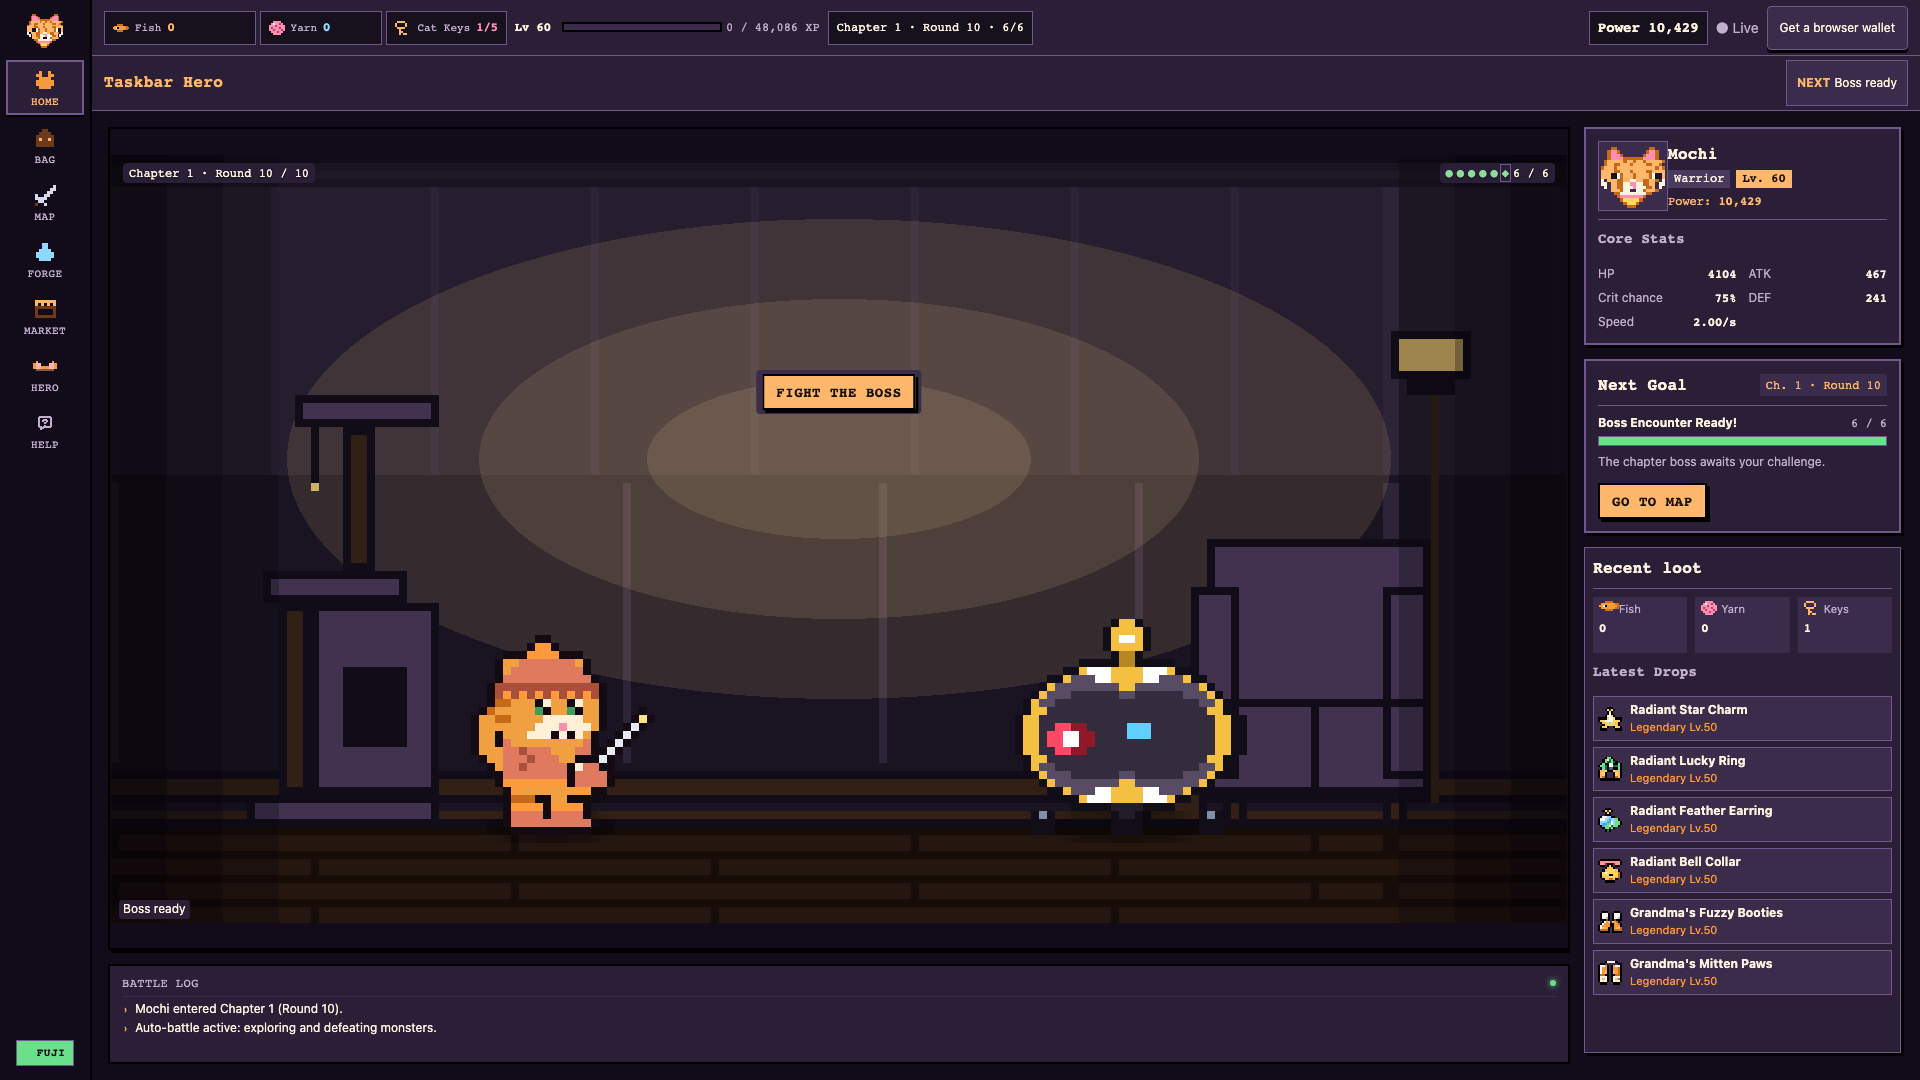 Fish 0
Yarn 0
Cat Keys 1/5
Lv 60
0 / 48,086 XP
Chapter 1 · Round 10 · 6/6
Power 10,429
Live
Get a browser wallet
HOME
BAG
MAP
FORGE
MARKET
HERO
HELP
FUJI
Taskbar Hero
NEXT Boss ready
Chapter 1 · Round 10 / 10
6 / 6
FIGHT THE BOSS
Boss ready
BATTLE LOG
› Mochi entered Chapter 1 (Round 10).
› Auto-battle active: exploring and defeating monsters.
Mochi
Warrior Lv. 60
Power: 10,429
Core Stats
HP 4104 ATK 467
Crit chance 75% DEF 241
Speed 2.00/s
Next Goal Ch. 1 · Round 10
Boss Encounter Ready! 6 / 6
The chapter boss awaits your challenge.
GO TO MAP
Recent loot
Fish Yarn Keys
0 0 1
Latest Drops
Radiant Star Charm
Legendary Lv.50
Radiant Lucky Ring
Legendary Lv.50
Radiant Feather Earring
Legendary Lv.50
Radiant Bell Collar
Legendary Lv.50
Grandma's Fuzzy Booties
Legendary Lv.50
Grandma's Mitten Paws
Legendary Lv.50